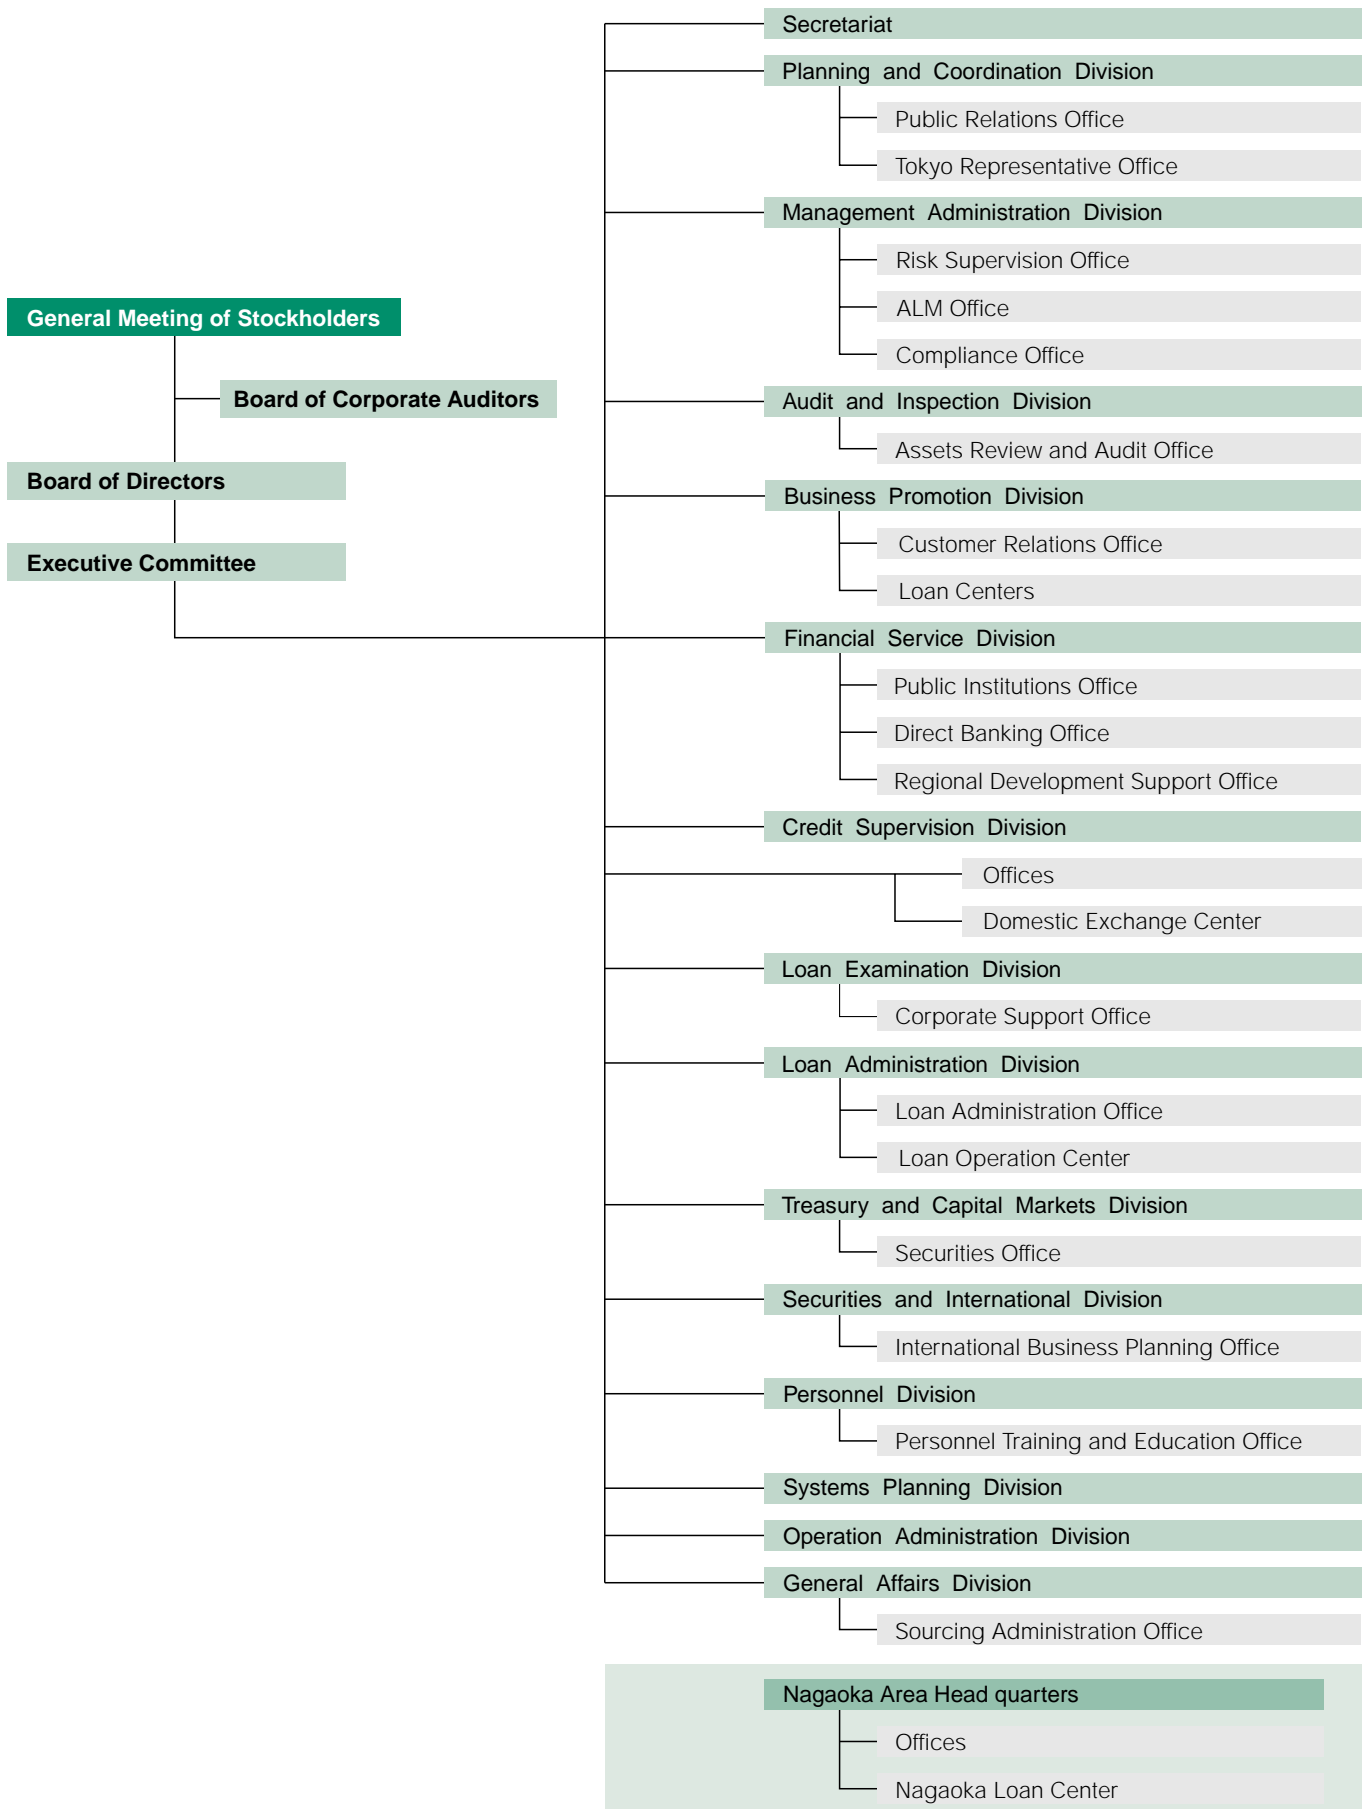 General Meeting of Stockholders
Board of Corporate Auditors
Board of Directors
Executive Committee
Secretariat
Planning and Coordination Division
Public Relations Office
Tokyo Representative Office
Management Administration Division
Risk Supervision Office
ALM Office
Compliance Office
Audit and Inspection Division
Assets Review and Audit Office
Business Promotion Division
Customer Relations Office
Loan Centers
Financial Service Division
Public Institutions Office
Direct Banking Office
Regional Development Support Office
Credit Supervision Division
Offices
Domestic Exchange Center
Loan Examination Division
Corporate Support Office
Loan Administration Division
Loan Administration Office
Loan Operation Center
Treasury and Capital Markets Division
Securities Office
Securities and International Division
International Business Planning Office
Personnel Division
Personnel Training and Education Office
Systems Planning Division
Operation Administration Division
General Affairs Division
Sourcing Administration Office
Nagaoka Area Head quarters
Offices
Nagaoka Loan Center